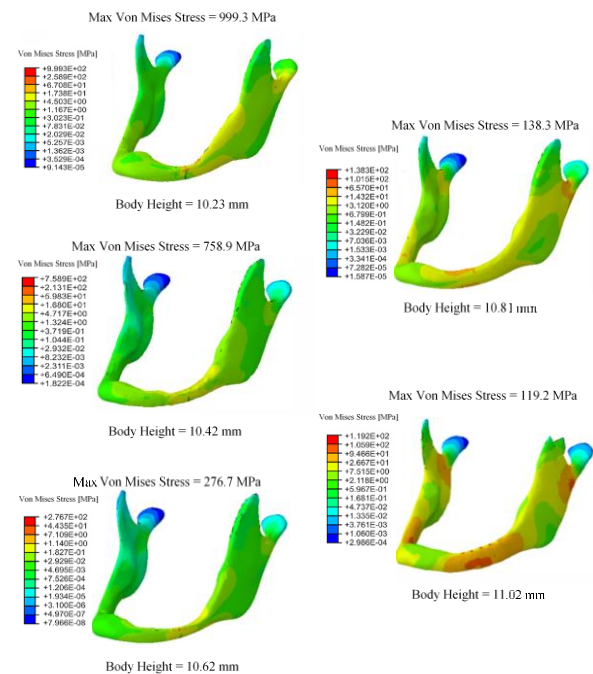 Max Von Mises Stress = 999.3 MPa
Von Mises Stress [MPa]
+9.993E+02
+2.589E+02
+6.708E+01
+1.738E+01
+4.503E+00
+1.167E+00
+3.023E-01
+7.831E-02
+2.029E-02
+5.257E-03
+1.362E-03
+3.529E-04
+9.143E-05
Body Height = 10.23 mm
Max Von Mises Stress = 758.9 MPa
Von Mises Stress [MPa]
+7.589E+02
+2.131E+02
+5.983E+01
+1.680E+01
+4.717E+00
+1.324E+00
+3.719E-01
+1.044E-01
+2.932E-02
+8.232E-03
+2.311E-03
+6.490E-04
+1.822E-04
Body Height = 10.42 mm
Max Von Mises Stress = 276.7 MPa
Von Mises Stress [MPa]
+2.767E+02
+4.435E+01
+7.109E+00
+1.140E+00
+1.827E-01
+2.929E-02
+4.695E-03
+7.526E-04
+1.206E-04
+1.934E-05
+3.100E-06
+4.970E-07
+7.966E-08
Body Height = 10.62 mm
Max Von Mises Stress = 138.3 MPa
Von Mises Stress [MPa]
+1.383E+02
+1.015E+02
+6.570E+01
+1.432E+01
+3.120E+00
+6.799E-01
+1.482E-01
+3.229E-02
+7.036E-03
+1.533E-03
+3.341E-04
+7.282E-05
+1.587E-05
Body Height = 10.81 mm
Max Von Mises Stress = 119.2 MPa
Von Mises Stress [MPa]
+1.192E+02
+1.059E+02
+9.466E+01
+2.667E+01
+7.515E+00
+2.118E+00
+5.967E-01
+1.681E-01
+4.737E-02
+1.335E-02
+3.761E-03
+1.060E-03
+2.986E-04
Body Height = 11.02 mm